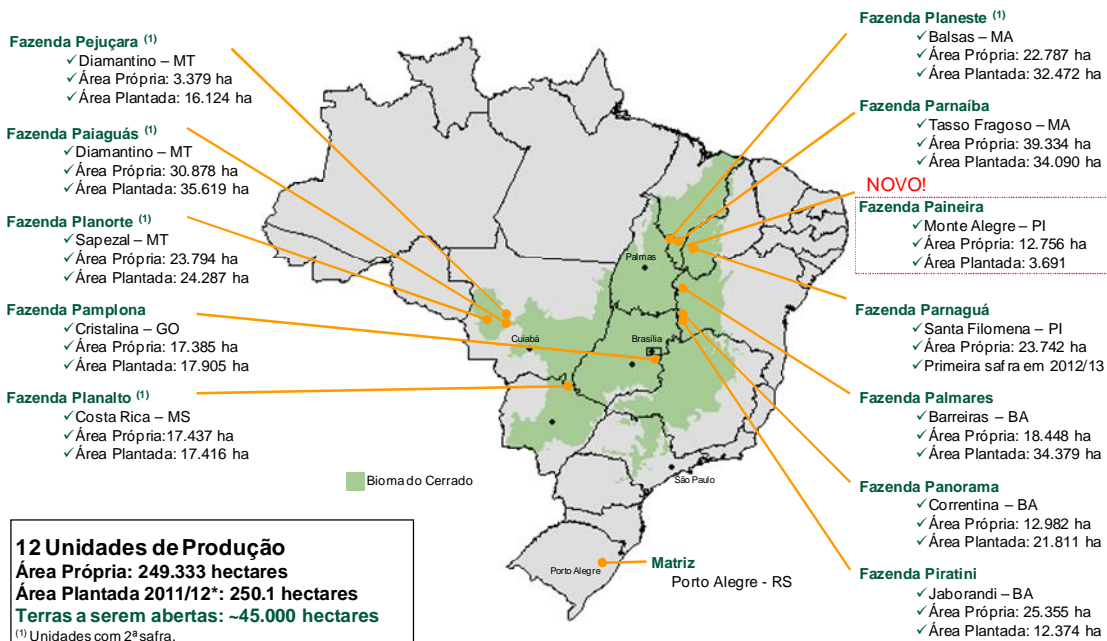 Fazenda Pejuçara (1)
✓Diamantino – MT
✓Área Própria: 3.379 ha
✓Área Plantada: 16.124 ha
Fazenda Paiaguás (1)
✓Diamantino – MT
✓Área Própria: 30.878 ha
✓Área Plantada: 35.619 ha
Fazenda Planorte (1)
✓Sapezal – MT
✓Área Própria: 23.794 ha
✓Área Plantada: 24.287 ha
Fazenda Pamplona
✓Cristalina – GO
✓Área Própria: 17.385 ha
✓Área Plantada: 17.905 ha
Fazenda Planalto (1)
✓Costa Rica – MS
✓Área Própria:17.437 ha
✓Área Plantada: 17.416 ha
12 Unidades de Produção
Área Própria: 249.333 hectares
Área Plantada 2011/12*: 250.1 hectares
Terras a serem abertas: ~45.000 hectares
(1) Unidades com 2ª safra.
Palmas
Cuiabá
Brasília
São Paulo
Bioma do Cerrado
Porto Alegre
Matriz
Porto Alegre - RS
Fazenda Planeste (1)
✓Balsas – MA
✓Área Própria: 22.787 ha
✓Área Plantada: 32.472 ha
Fazenda Parnaíba
✓Tasso Fragoso – MA
✓Área Própria: 39.334 ha
✓Área Plantada: 34.090 ha
NOVO!
Fazenda Paineira
✓Monte Alegre – PI
✓Área Própria: 12.756 ha
✓Área Plantada: 3.691
Fazenda Parnaguá
✓Santa Filomena – PI
✓Área Própria: 23.742 ha
✓Primeira safra em 2012/13
Fazenda Palmares
✓Barreiras – BA
✓Área Própria: 18.448 ha
✓Área Plantada: 34.379 ha
Fazenda Panorama
✓Correntina – BA
✓Área Própria: 12.982 ha
✓Área Plantada: 21.811 ha
Fazenda Piratini
✓Jaborandi – BA
✓Área Própria: 25.355 ha
✓Área Plantada: 12.374 ha